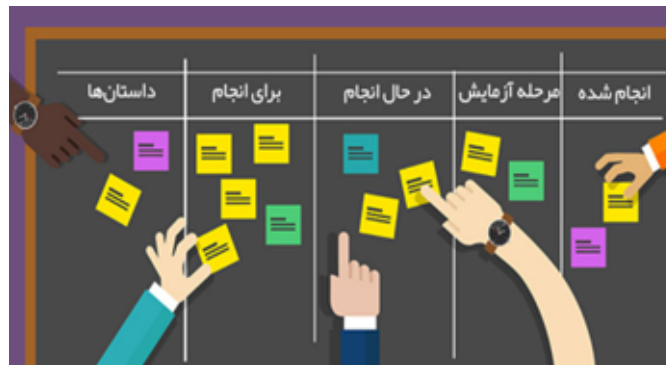 داستان‌ها
برای انجام
در حال انجام
مرحله آزمایش
انجام شده